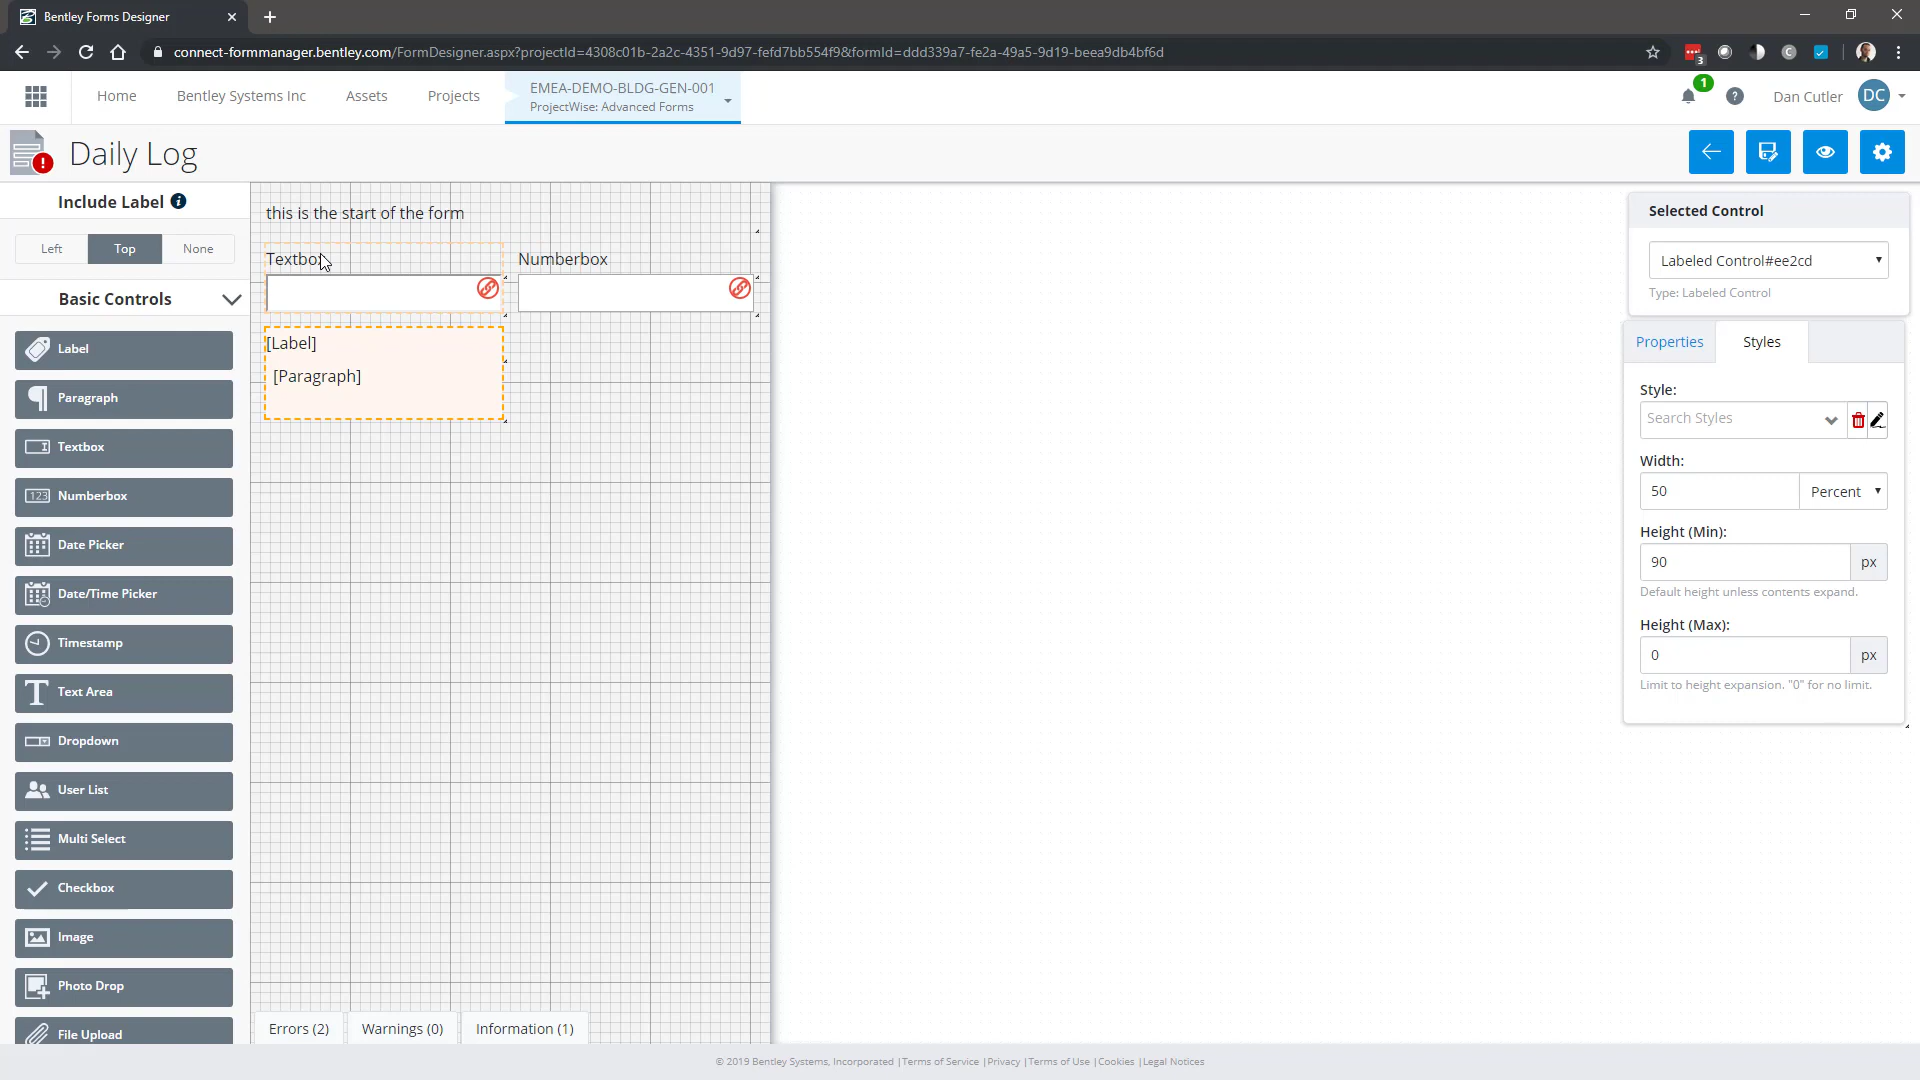 Bentley Forms Designer
connect-formmanager.bentley.com/FormDesigner.aspx?projectId=4308c01b-2a2c-4351-9d97-fefd7bb554f9&formId=ddd339a7-fe2a-49a5-9d19-beea9db4bf6d
3
C
Home
Bentley Systems Inc
Assets
Projects
EMEA-DEMO-BLDG-GEN-001
ProjectWise: Advanced Forms
1
?
Dan Cutler
DC
!
Daily Log
Include Label
i
Left
Top
None
Basic Controls
Label
Paragraph
Textbox
123
Numberbox
Date Picker
Date/Time Picker
Timestamp
T
Text Area
Dropdown
User List
Multi Select
Checkbox
Image
Photo Drop
File Upload
this is the start of the form
Textbox
Numberbox
[Label]
[Paragraph]
Errors (2)
Warnings (0)
Information (1)
Selected Control
Labeled Control#ee2cd
Type: Labeled Control
Properties
Styles
Style:
Search Styles
Width:
50
Percent
Height (Min):
90
px
Default height unless contents expand.
Height (Max):
0
px
Limit to height expansion. "0" for no limit.
© 2019 Bentley Systems, Incorporated |Terms of Service |Privacy |Terms of Use |Cookies |Legal Notices